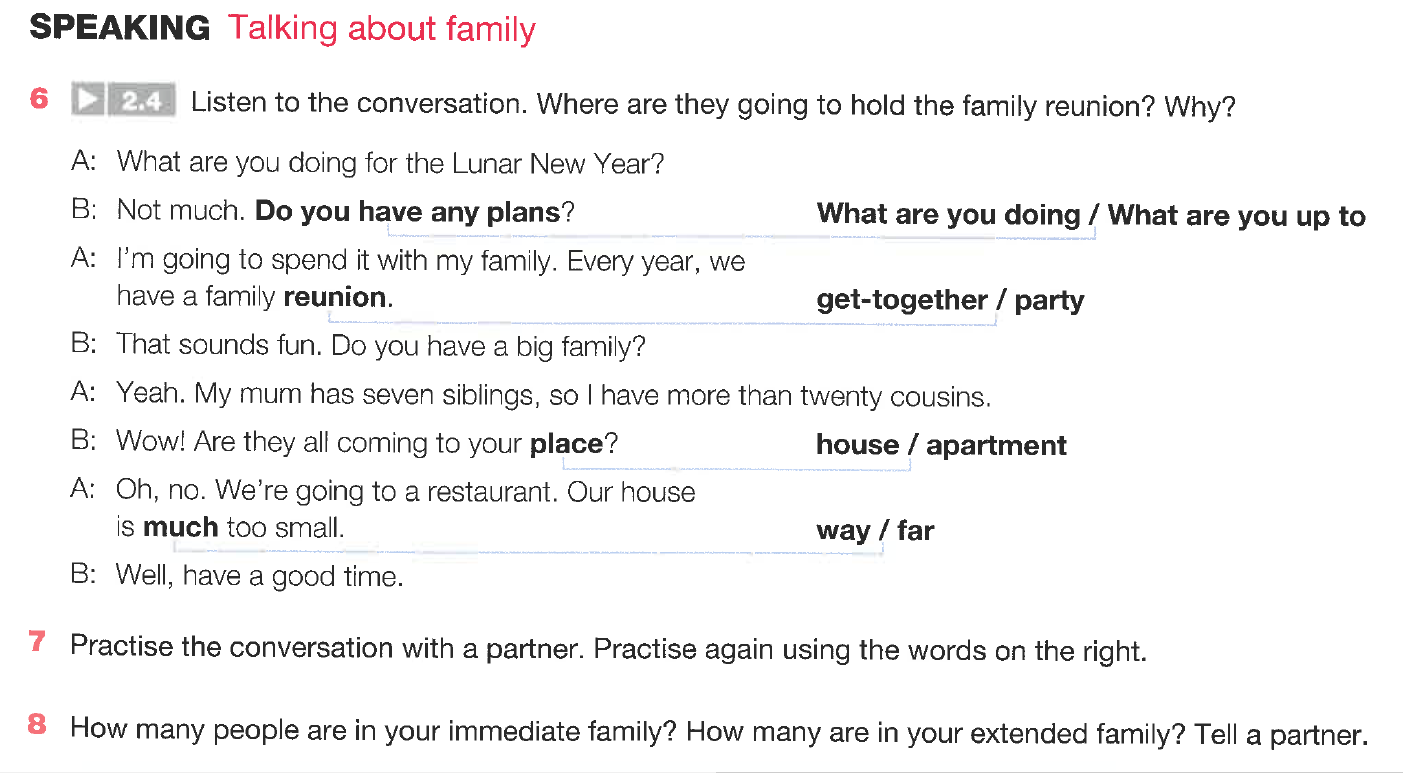 SPEAKING Talking about family
6 2.4 Listen to the conversation. Where are they going to hold the family reunion? Why?
A: What are you doing for the Lunar New Year?
B: Not much. Do you have any plans? What are you doing / What are you up to
A: I'm going to spend it with my family. Every year, we
have a family reunion. get-together / party
B: That sounds fun. Do you have a big family?
A: Yeah. My mum has seven siblings, so I have more than twenty cousins.
B: Wow! Are they all coming to your place? house / apartment
A: Oh, no. We're going to a restaurant. Our house
is much too small. way / far
B: Well, have a good time.
7 Practise the conversation with a partner. Practise again using the words on the right.
8 How many people are in your immediate family? How many are in your extended family? Tell a partner.